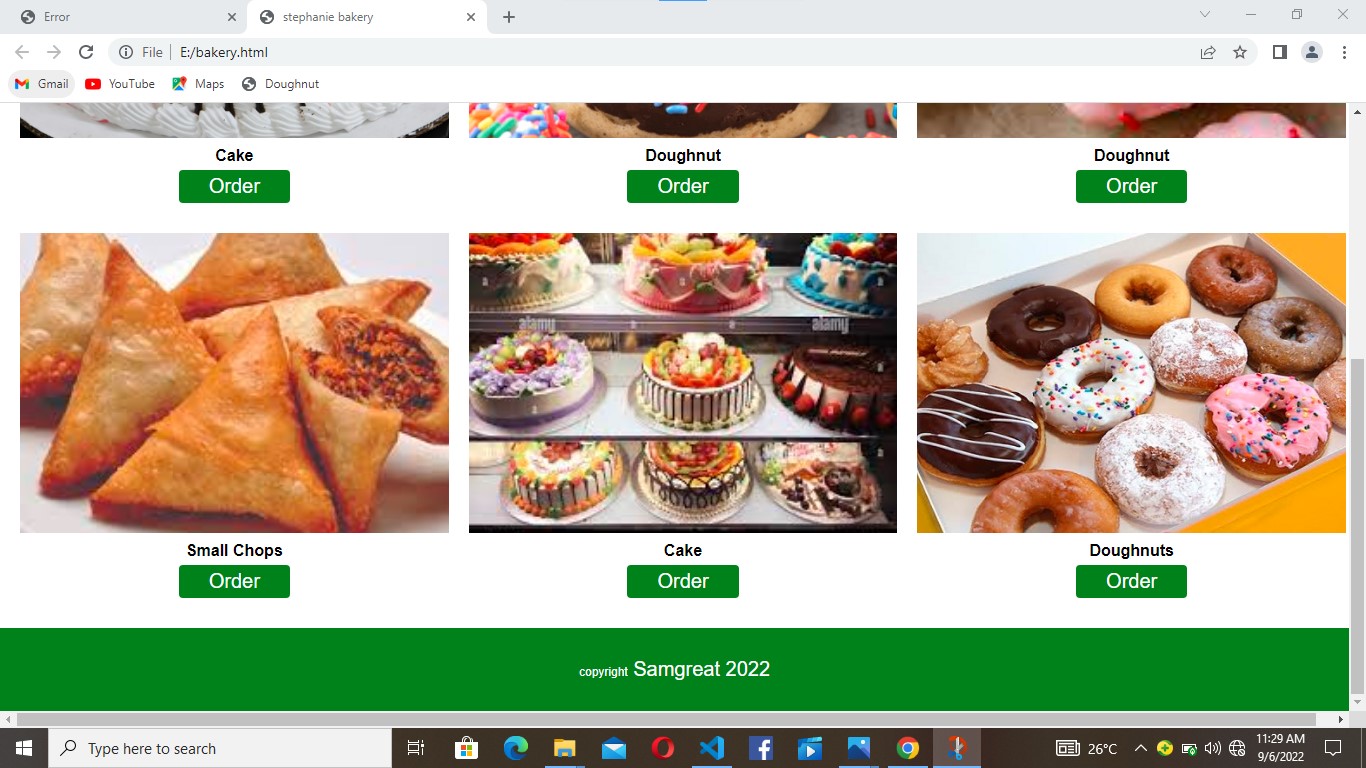 Error
stephanie bakery
File
E:/bakery.html
Gmail
YouTube
Maps
Doughnut
Cake
Doughnut
Doughnut
Order
Order
Order
alamy
alamy
a
a
a
a
a
Small Chops
Cake
Doughnuts
Order
Order
Order
copyright Samgreat 2022
Type here to search
26°C
11:29 AM
9/6/2022